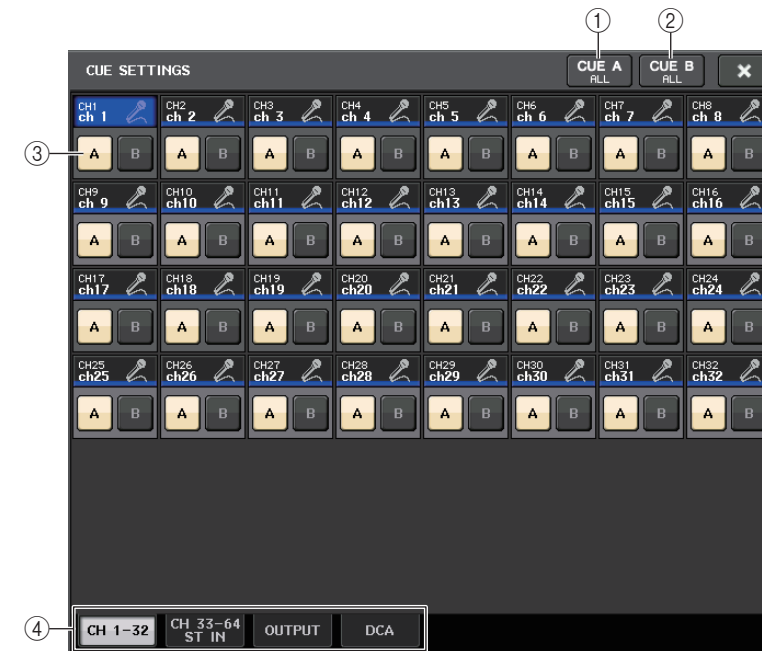 ① ②
CUE SETTINGS CUE A ALL CUE B ALL ×
CH1 CH2 CH3 CH4 CH5 CH6 CH7 CH8
ch 1 ch 2 ch 3 ch 4 ch 5 ch 6 ch 7 ch 8
③ A B A B A B A B A B A B A B A B
CH9 CH10 CH11 CH12 CH13 CH14 CH15 CH16
ch 9 ch10 ch11 ch12 ch13 ch14 ch15 ch16
A B A B A B A B A B A B A B A B
CH17 CH18 CH19 CH20 CH21 CH22 CH23 CH24
ch17 ch18 ch19 ch20 ch21 ch22 ch23 ch24
A B A B A B A B A B A B A B A B
CH25 CH26 CH27 CH28 CH29 CH30 CH31 CH32
ch25 ch26 ch27 ch28 ch29 ch30 ch31 ch32
A B A B A B A B A B A B A B A B
④ CH 1-32 CH 33-64 ST IN OUTPUT DCA